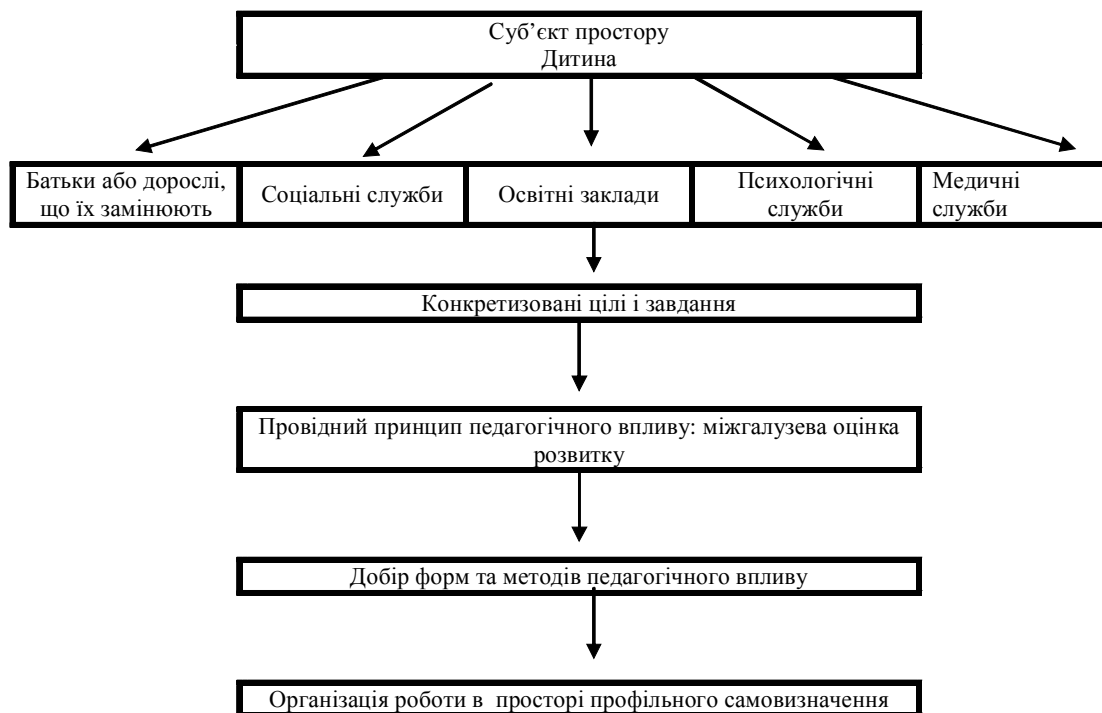 Суб’єкт простору
Дитина
Батьки або дорослі,
що їх замінюють
Соціальні служби
Освітні заклади
Психологічні
служби
Медичні
служби
Конкретизовані цілі і завдання
Провідний принцип педагогічного впливу: міжгалузева оцінка
розвитку
Добір форм та методів педагогічного впливу
Організація роботи в просторі профільного самовизначення